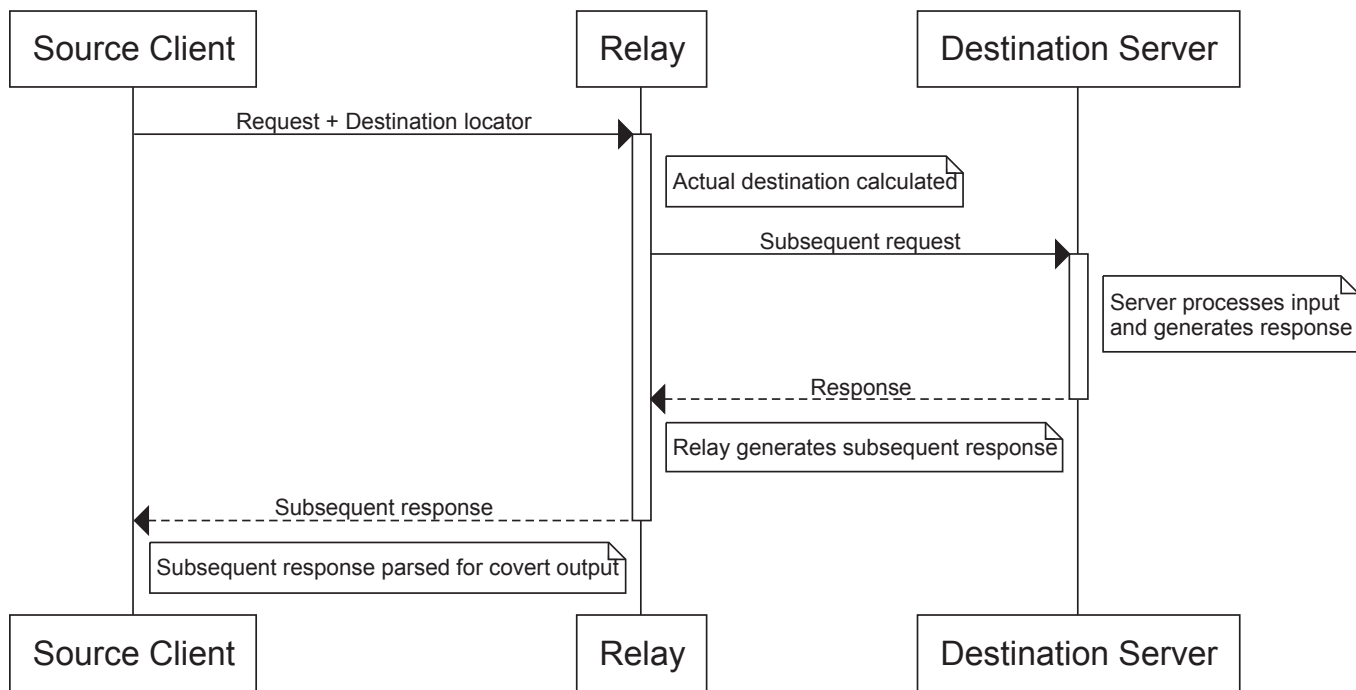 Source Client
Relay
Destination Server
Request + Destination locator
Actual destination calculated
Subsequent request
Server processes input
and generates response
Response
Relay generates subsequent response
Subsequent response
Subsequent response parsed for covert output
Source Client
Relay
Destination Server